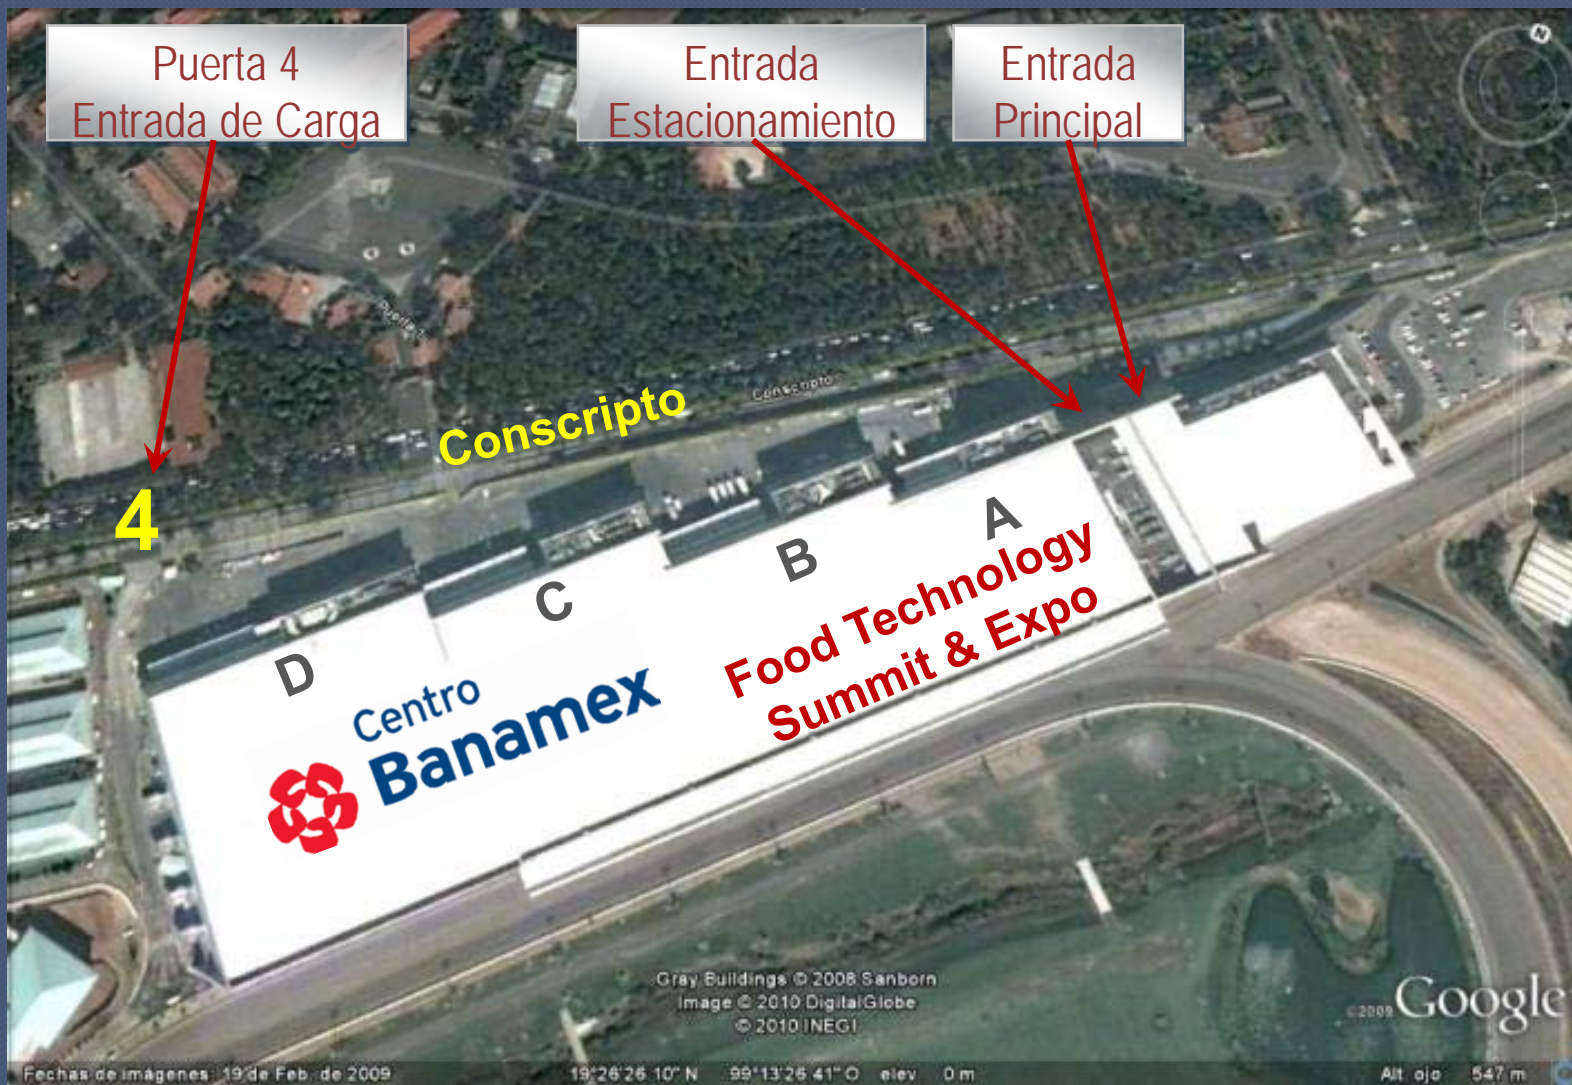 Puerta 4
Entrada de Carga
Entrada
Estacionamiento
Entrada
Principal
N
Puerta 1
Conscripto
Conscripto
4
A
B
C
D
Food Technology
Summit & Expo
Centro
Banamex
Gray Buildings © 2008 Sanborn
Image © 2010 DigitalGlobe
© 2010 INEGI
©2009 Google
Fechas de imágenes: 19 de Feb. de 2009
19°26'26.10" N 99°13'26.41" O elev 0 m
Alt. ojo 547 m